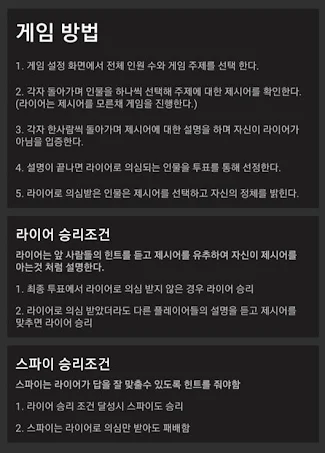 게임 방법
1. 게임 설정 화면에서 전체 인원 수와 게임 주제를 선택 한다.
2. 각자 돌아가며 인물을 하나씩 선택해 주제에 대한 제시어를 확인한다.
(라이어는 제시어를 모른채 게임을 진행한다.)
3. 각자 한사람씩 돌아가며 제시어에 대한 설명을 하며 자신이 라이어가
아님을 입증한다.
4. 설명이 끝나면 라이어로 의심되는 인물을 투표를 통해 선정한다.
5. 라이어로 의심받은 인물은 제시어를 선택하고 자신의 정체를 밝힌다.
라이어 승리조건
라이어는 앞 사람들의 힌트를 듣고 제시어를 유추하여 자신이 제시어를
아는것 처럼 설명한다.
1. 최종 투표에서 라이어로 의심 받지 않은 경우 라이어 승리
2. 라이어로 의심 받았더라도 다른 플레이어들의 설명을 듣고 제시어를
맞추면 라이어 승리
스파이 승리조건
스파이는 라이어가 답을 잘 맞출수 있도록 힌트를 줘야함
1. 라이어 승리 조건 달성시 스파이도 승리
2. 스파이는 라이어로 의심만 받아도 패배함